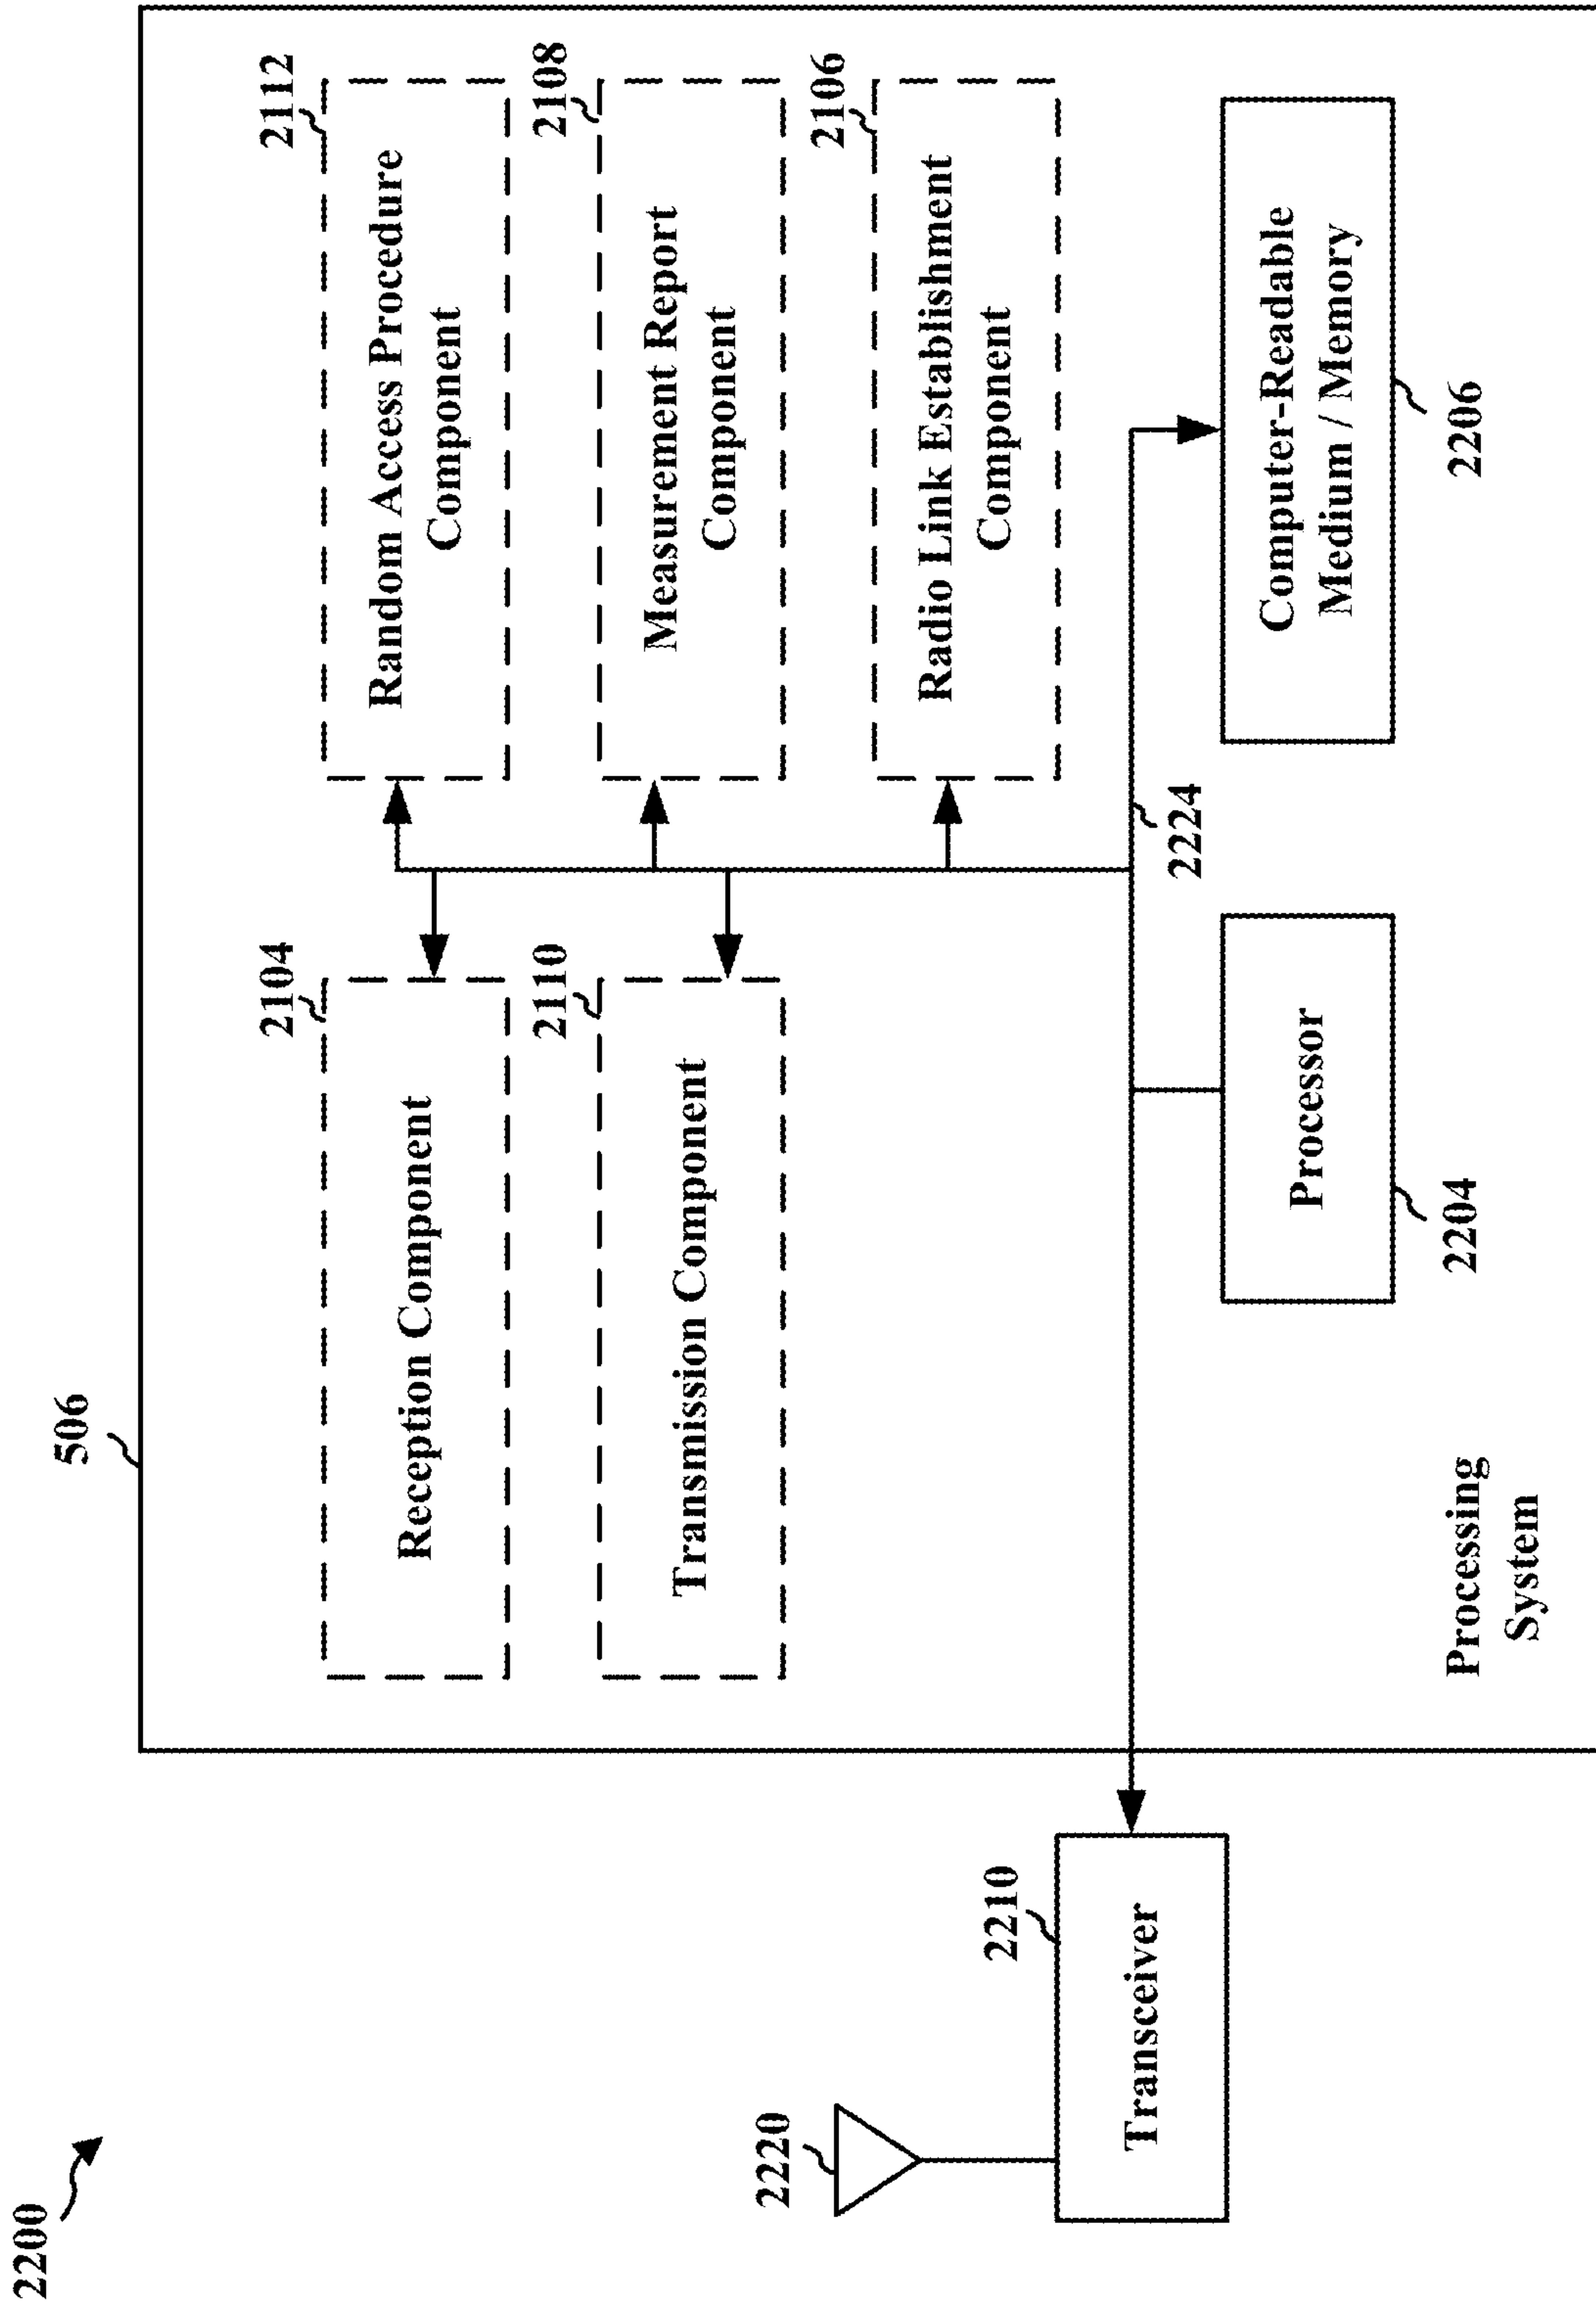 2200
506
2104
Reception Component
2112
Random Access Procedure
Component
2110
Transmission Component
2108
Measurement Report
Component
2106
Radio Link Establishment
Component
2220
2210
Transceiver
2224
Processor
2204
Computer-Readable
Medium / Memory
2206
Processing
System